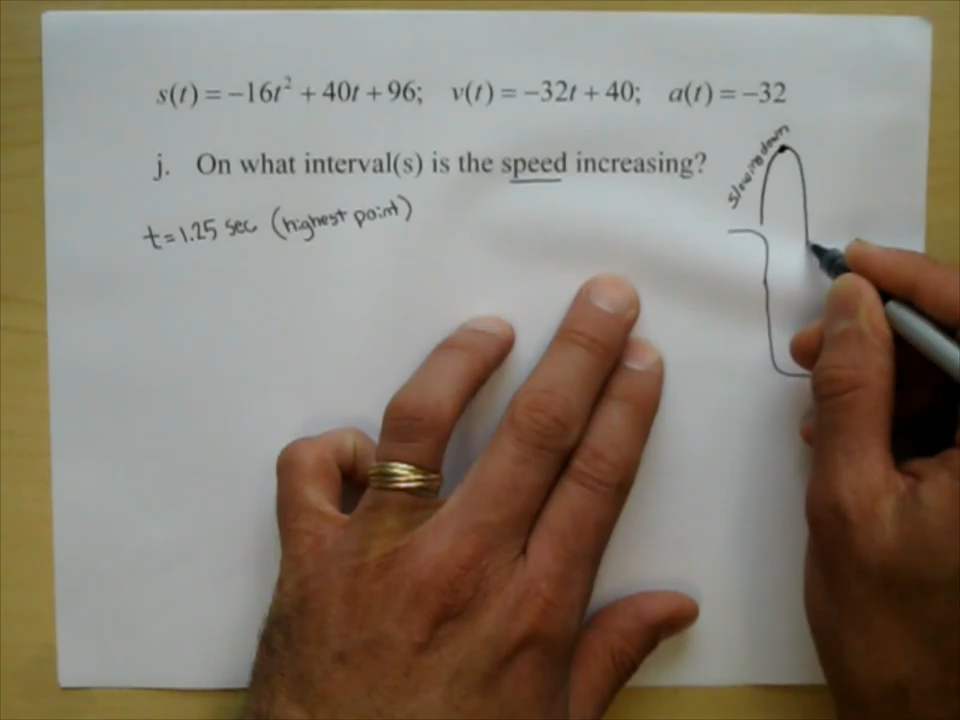 s(t) = −16t² + 40t + 96;  v(t) = −32t + 40;  a(t) = −32
j.  On what interval(s) is the speed increasing?
t = 1.25 sec (highest point)
slowing down